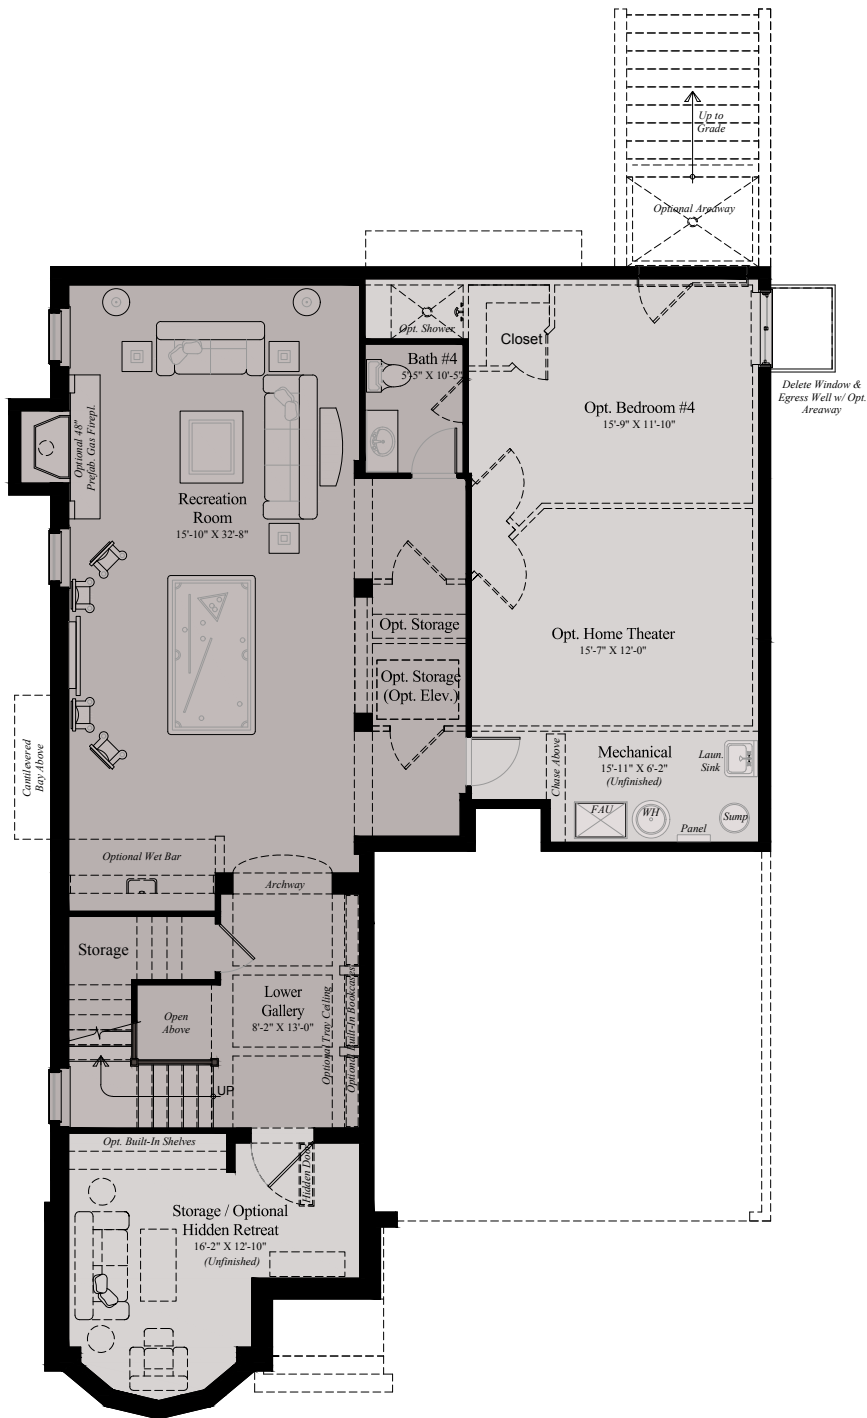 Up to
Grade
Optional Areaway
Opt. Shower
Closet
Bath #4
5'-5" X 10'-5"
Delete Window &
Egress Well w/ Opt.
Areaway
Opt. Bedroom #4
15'-9" X 11'-10"
Optional 48"
Prefab. Gas Firepl.
Recreation
Room
15'-10" X 32'-8"
Opt. Storage
Opt. Home Theater
15'-7" X 12'-0"
Opt. Storage
(Opt. Elev.)
Cantilevered
Bay Above
Chase Above
Mechanical
15'-11" X 6'-2"
(Unfinished)
Laun.
Sink
FAU
WH
Panel
Sump
Optional Wet Bar
Archway
Storage
Open
Above
Lower
Gallery
8'-2" X 13'-0"
Optional Tray Ceiling
Optional Built-In Bookcases
UP
Opt. Built-In Shelves
Hidden Door
Storage / Optional
Hidden Retreat
16'-2" X 12'-10"
(Unfinished)